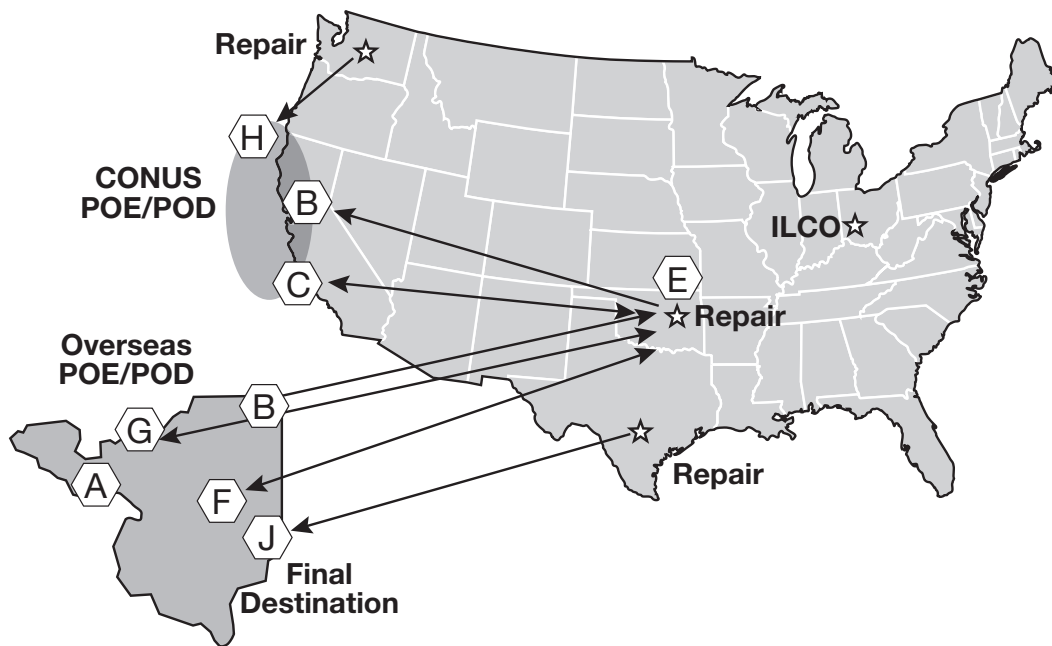 Repair
H
CONUS
POE/POD
B
ILCO
E
C
Repair
Overseas
POE/POD
B
G
Repair
A
F
J
Final
Destination